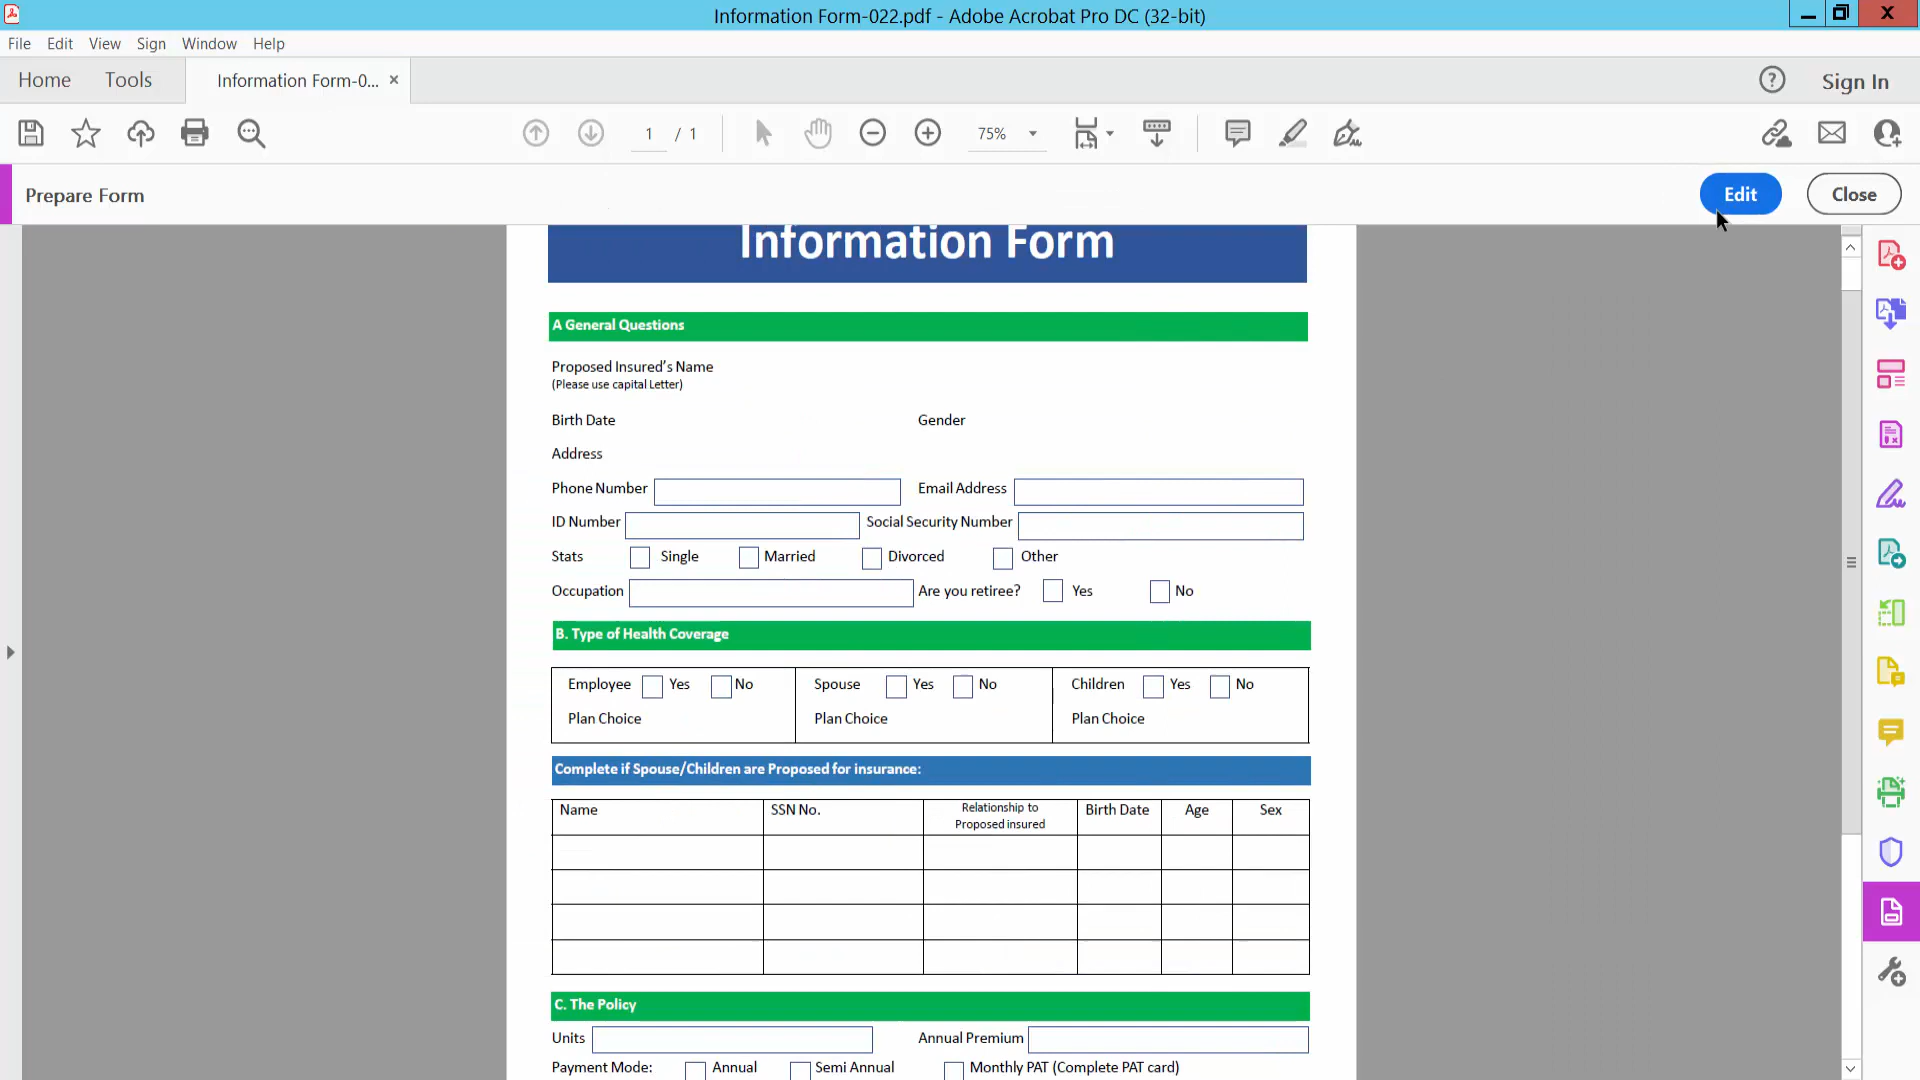 Information Form-022.pdf - Adobe Acrobat Pro DC (32-bit)
File Edit View Sign Window Help
Home Tools Information Form-0... × Sign In
1 / 1 75%
Prepare Form Edit Close
Information Form
A General Questions
Proposed Insured's Name
(Please use capital Letter)
Birth Date Gender
Address
Phone Number Email Address
ID Number Social Security Number
Stats Single Married Divorced Other
Occupation Are you retiree? Yes No
B. Type of Health Coverage
Employee Yes No Spouse Yes No Children Yes No
Plan Choice Plan Choice Plan Choice
Complete if Spouse/Children are Proposed for insurance:
Name SSN No. Relationship to Proposed insured Birth Date Age Sex
C. The Policy
Units Annual Premium
Payment Mode: Annual Semi Annual Monthly PAT (Complete PAT card)